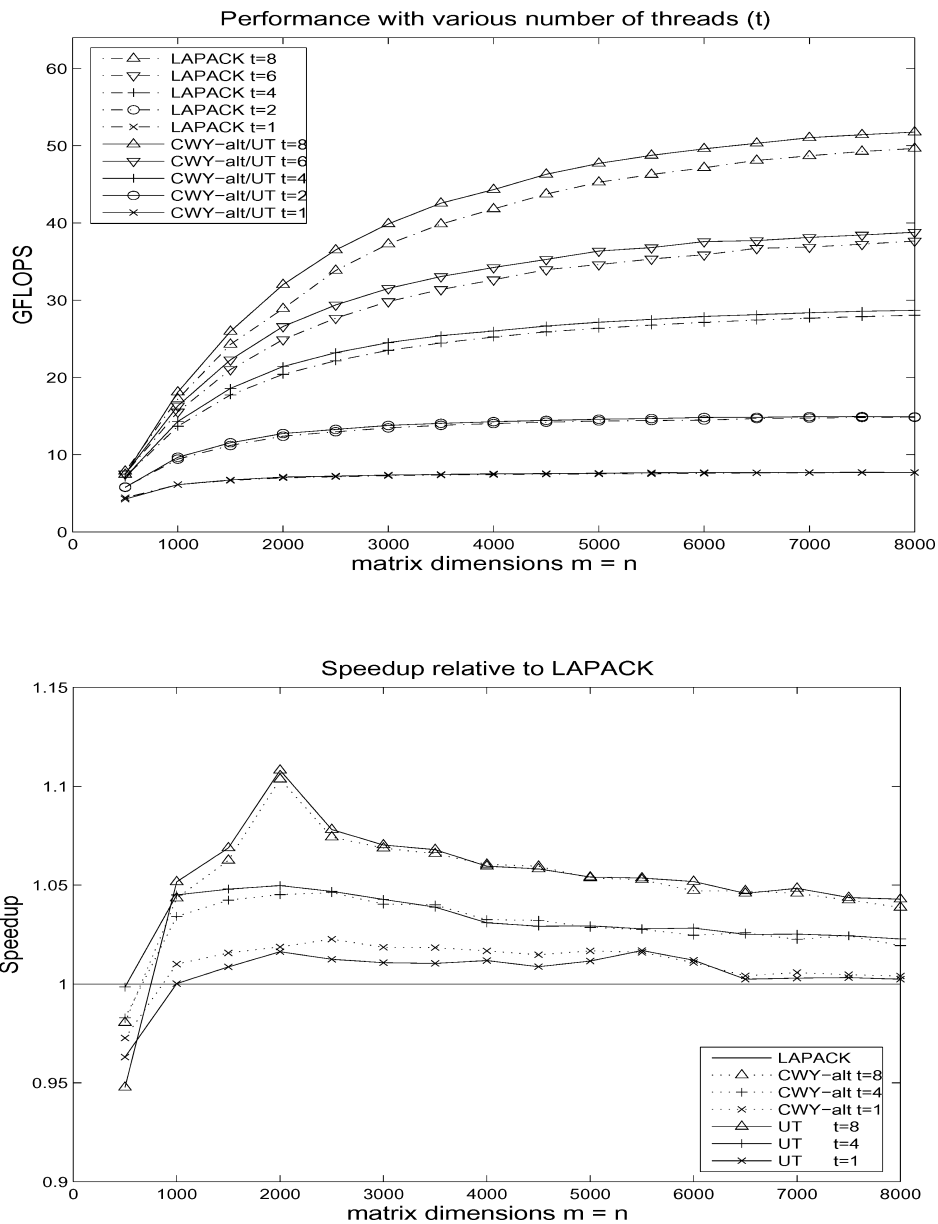 Performance with various number of threads (t)
60
50
40
30
20
10
0
GFLOPS
LAPACK t=8
LAPACK t=6
LAPACK t=4
LAPACK t=2
LAPACK t=1
CWY-alt/UT t=8
CWY-alt/UT t=6
CWY-alt/UT t=4
CWY-alt/UT t=2
CWY-alt/UT t=1
0 1000 2000 3000 4000 5000 6000 7000 8000
matrix dimensions m = n
Speedup relative to LAPACK
1.15
1.1
1.05
1
0.95
0.9
Speedup
LAPACK
CWY-alt t=8
CWY-alt t=4
CWY-alt t=1
UT t=8
UT t=4
UT t=1
0 1000 2000 3000 4000 5000 6000 7000 8000
matrix dimensions m = n